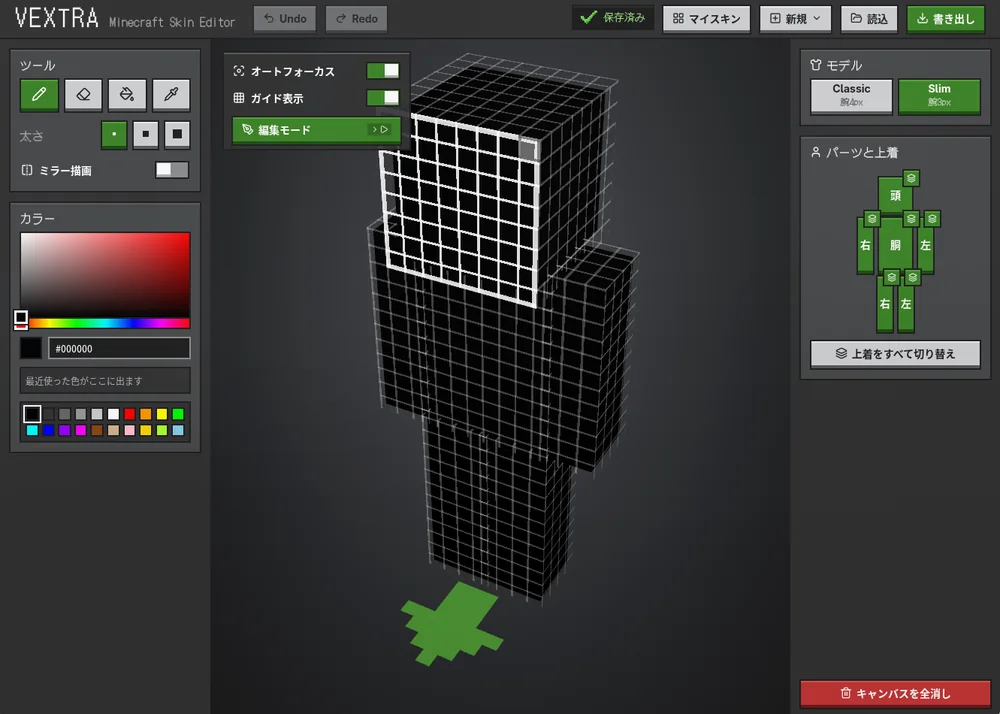 VEXTRA Minecraft Skin Editor
Undo
Redo
保存済み
マイスキン
新規
読込
書き出し
ツール
太さ
ミラー描画
カラー
#000000
最近使った色がここに出ます
オートフォーカス
ガイド表示
編集モード
モデル
Classic
腕4px
Slim
腕3px
パーツと上着
頭
右
胴
左
右
左
上着をすべて切り替え
キャンバスを全消し